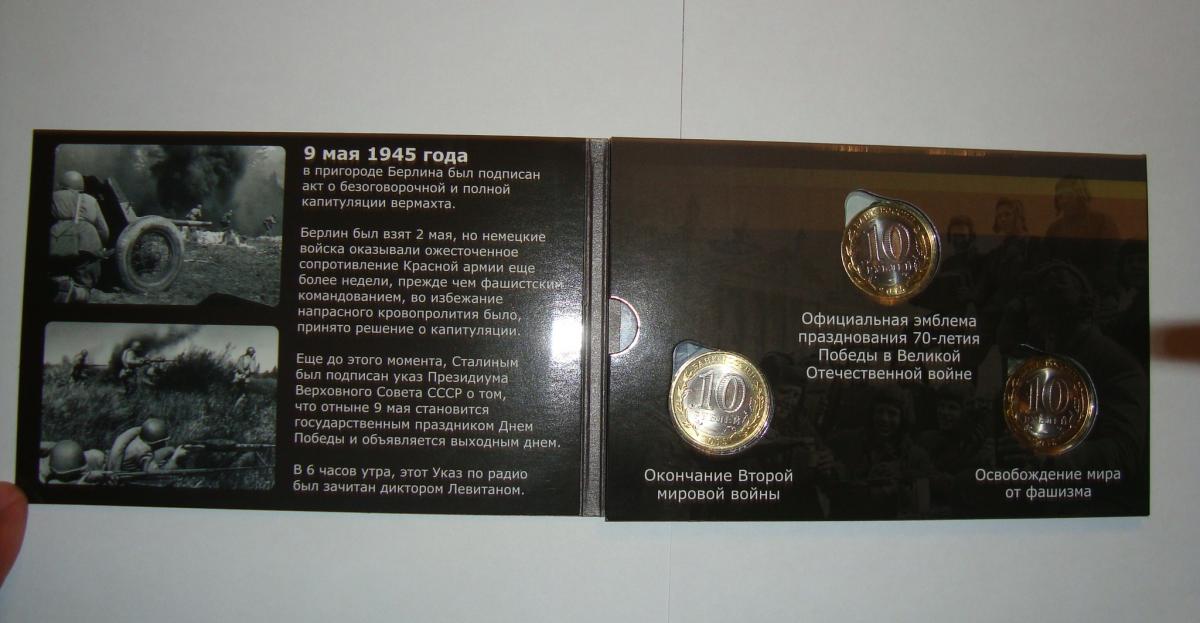 9 мая 1945 года
в пригороде Берлина был подписан
акт о безоговорочной и полной
капитуляции вермахта.
Берлин был взят 2 мая, но немецкие
войска оказывали ожесточенное
сопротивление Красной армии еще
более недели, прежде чем фашистским
командованием, во избежание
напрасного кровопролития было,
принято решение о капитуляции.
Еще до этого момента, Сталиным
был подписан указ Президиума
Верховного Совета СССР о том,
что отныне 9 мая становится
государственным праздником Днем
Победы и объявляется выходным днем.
В 6 часов утра, этот Указ по радио
был зачитан диктором Левитаном.
10
РУБЛЕЙ
Официальная эмблема
празднования 70-летия
Победы в Великой
Отечественной войне
10
РУБЛЕЙ
Окончание Второй
мировой войны
10
РУБЛЕЙ
Освобождение мира
от фашизма